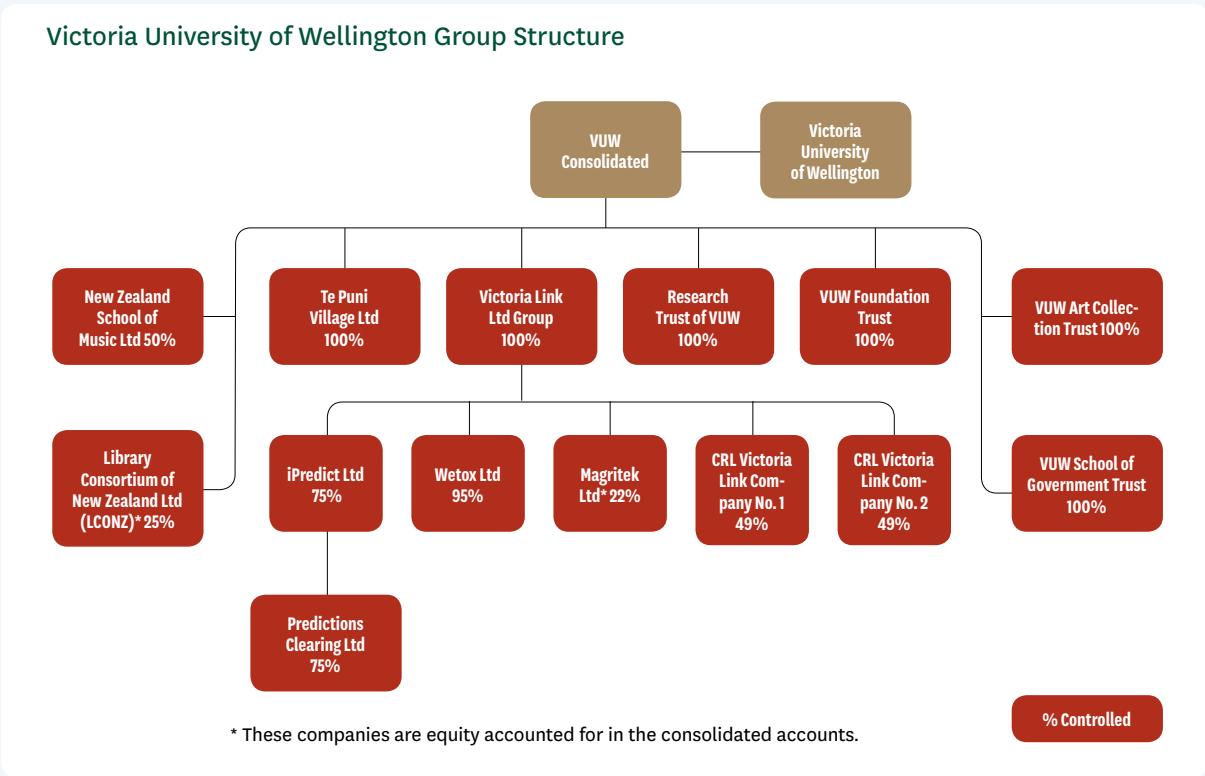 Victoria University of Wellington Group Structure
VUW
Consolidated
Victoria
University
of Wellington
New Zealand
School of
Music Ltd 50%
Te Puni
Village Ltd
100%
Victoria Link
Ltd Group
100%
Research
Trust of VUW
100%
VUW Foundation
Trust
100%
VUW Art Collec-
tion Trust 100%
Library
Consortium of
New Zealand Ltd
(LCONZ)* 25%
iPredict Ltd
75%
Wetox Ltd
95%
Magritek
Ltd* 22%
CRL Victoria
Link Com-
pany No. 1
49%
CRL Victoria
Link Com-
pany No. 2
49%
VUW School of
Government Trust
100%
Predictions
Clearing Ltd
75%
% Controlled
* These companies are equity accounted for in the consolidated accounts.